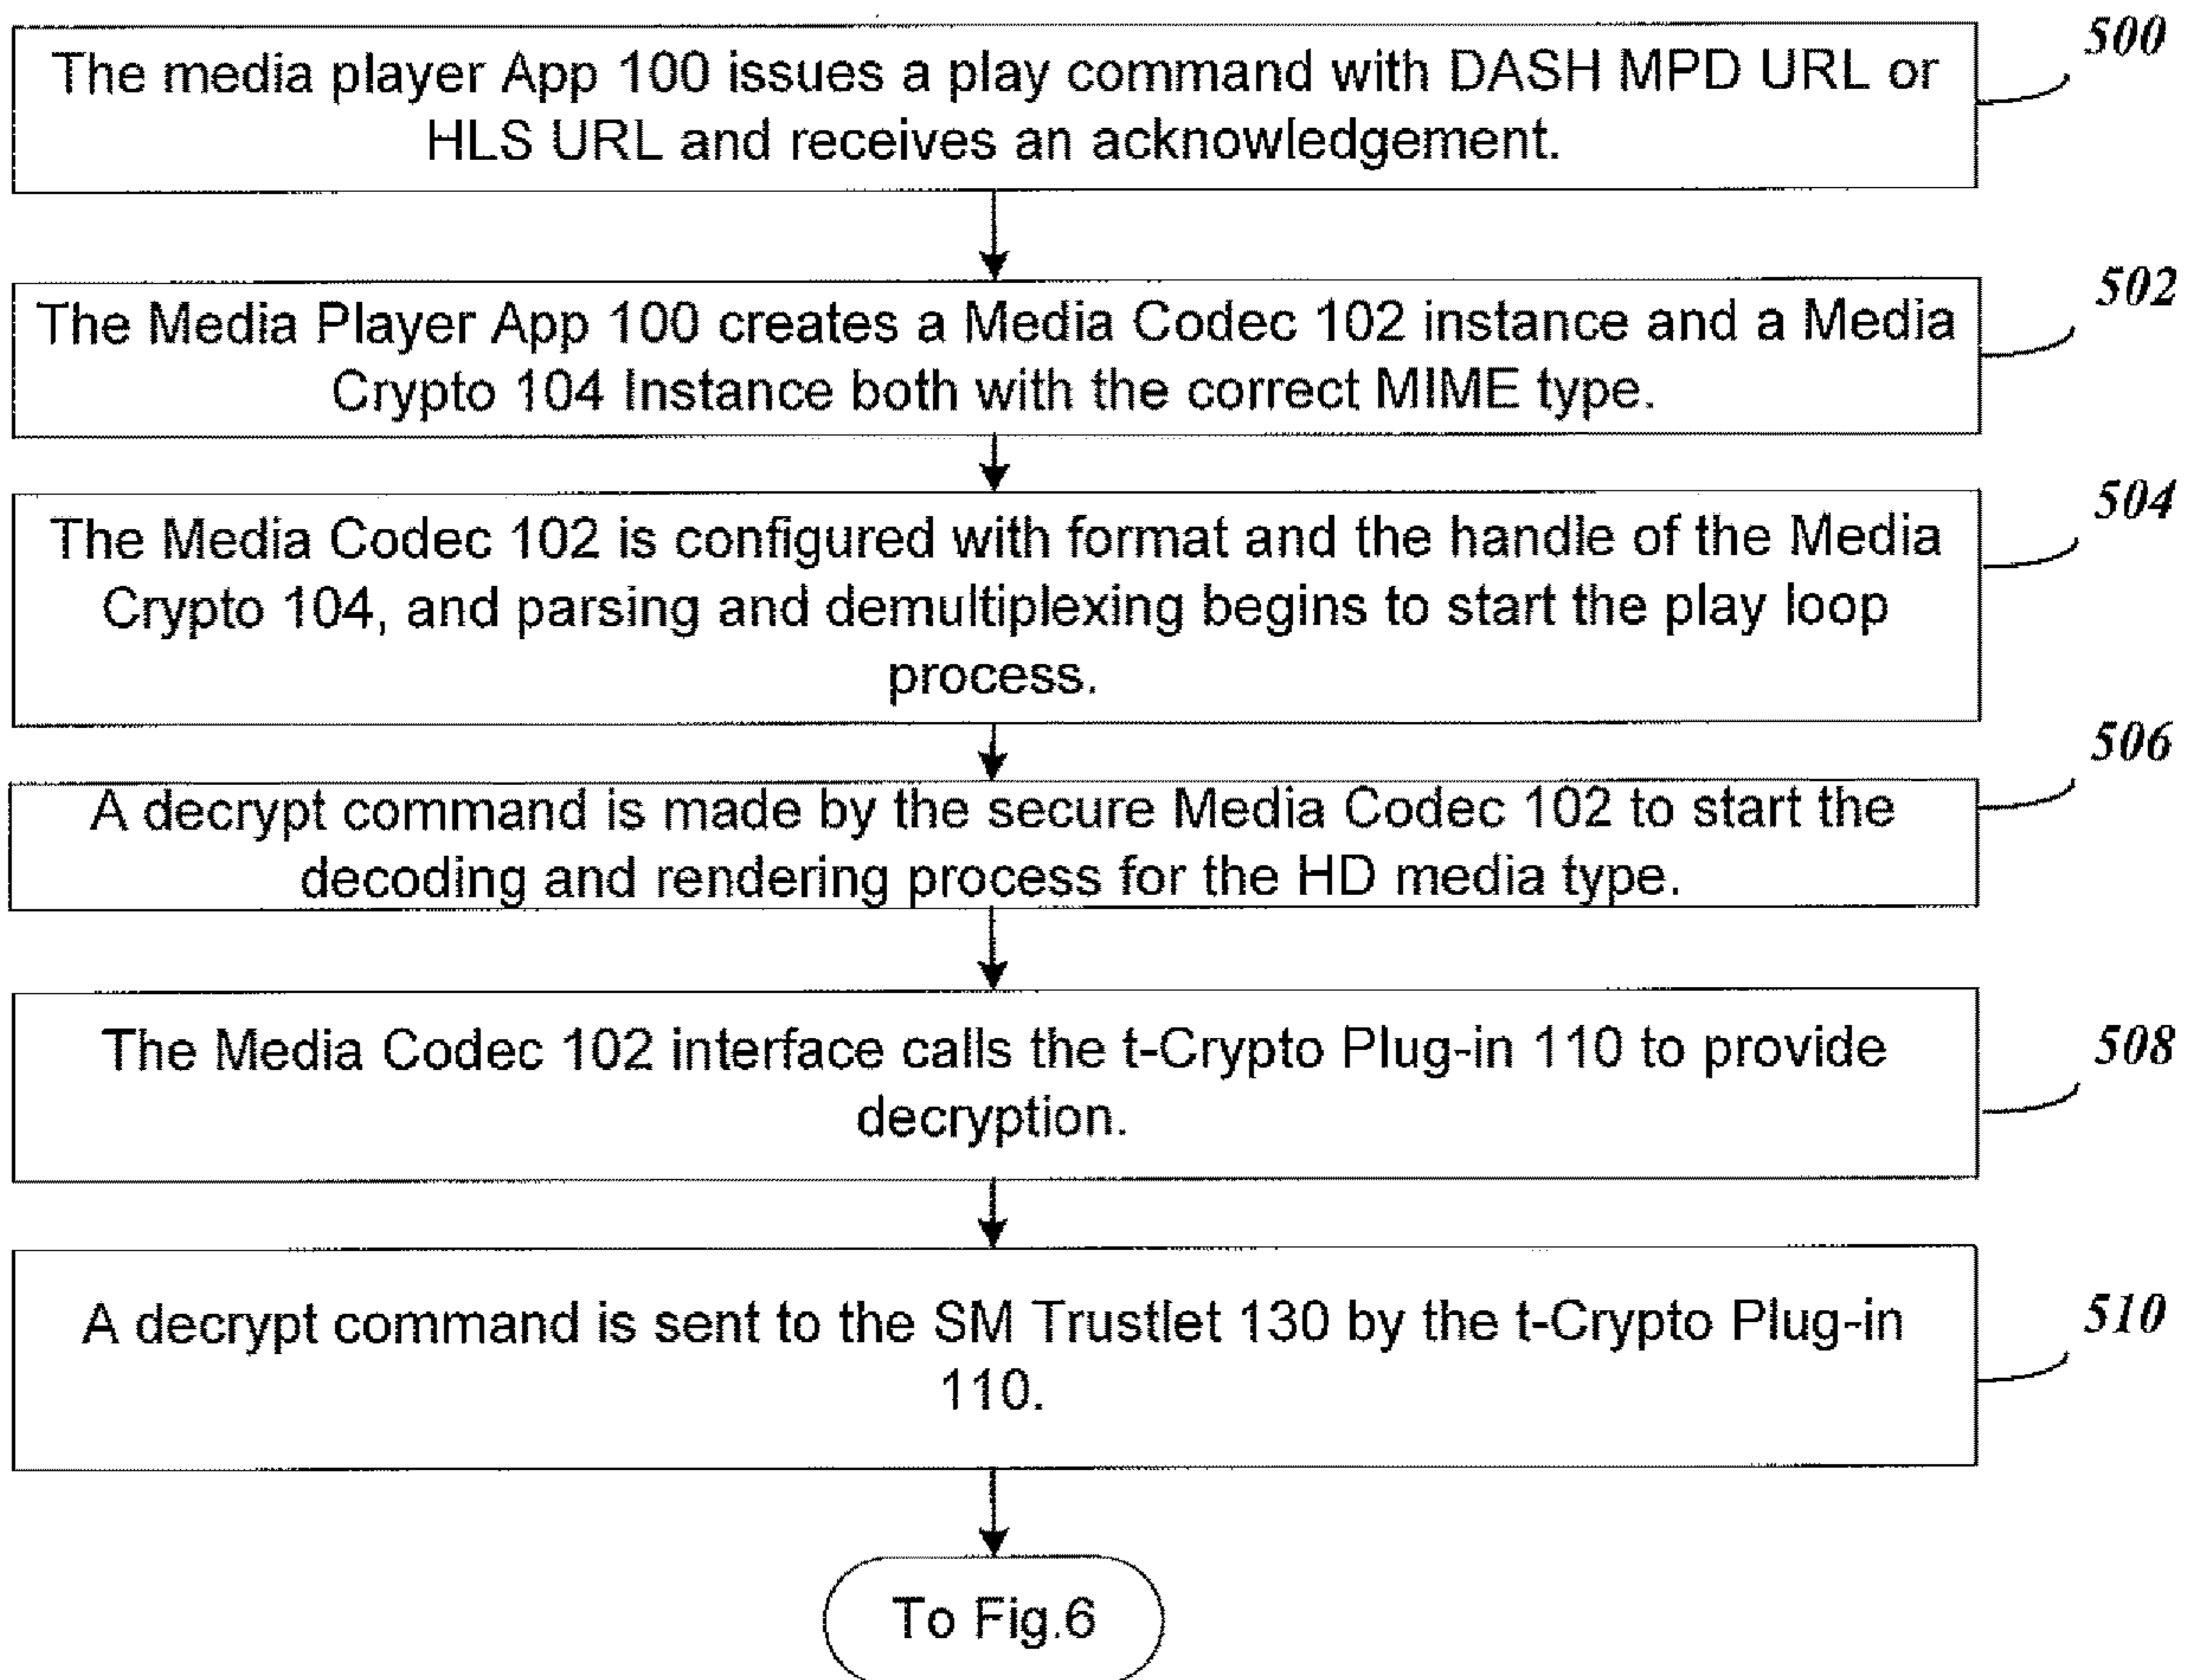 500
The media player App 100 issues a play command with DASH MPD URL or
HLS URL and receives an acknowledgement.
502
The Media Player App 100 creates a Media Codec 102 instance and a Media
Crypto 104 Instance both with the correct MIME type.
504
The Media Codec 102 is configured with format and the handle of the Media
Crypto 104, and parsing and demultiplexing begins to start the play loop
process.
506
A decrypt command is made by the secure Media Codec 102 to start the
decoding and rendering process for the HD media type.
508
The Media Codec 102 interface calls the t-Crypto Plug-in 110 to provide
decryption.
510
A decrypt command is sent to the SM Trustlet 130 by the t-Crypto Plug-in
110.
To Fig.6